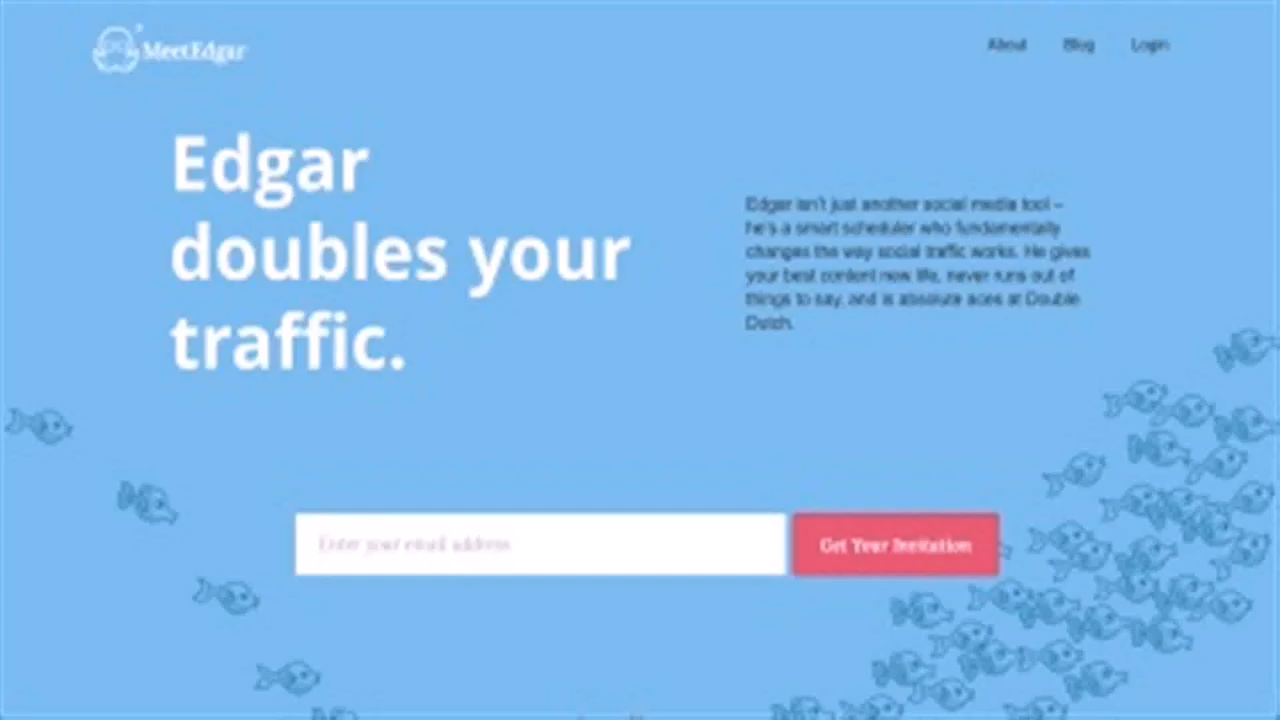 MeetEdgar
About Blog Login
Edgar
doubles your
traffic.
Edgar isn't just another social media tool –
he's a smart scheduler who fundamentally
changes the way social traffic works. He gives
your best content new life, never runs out of
things to say, and is absolute aces at Double
Dutch.
Enter your email address
Get Your Invitation